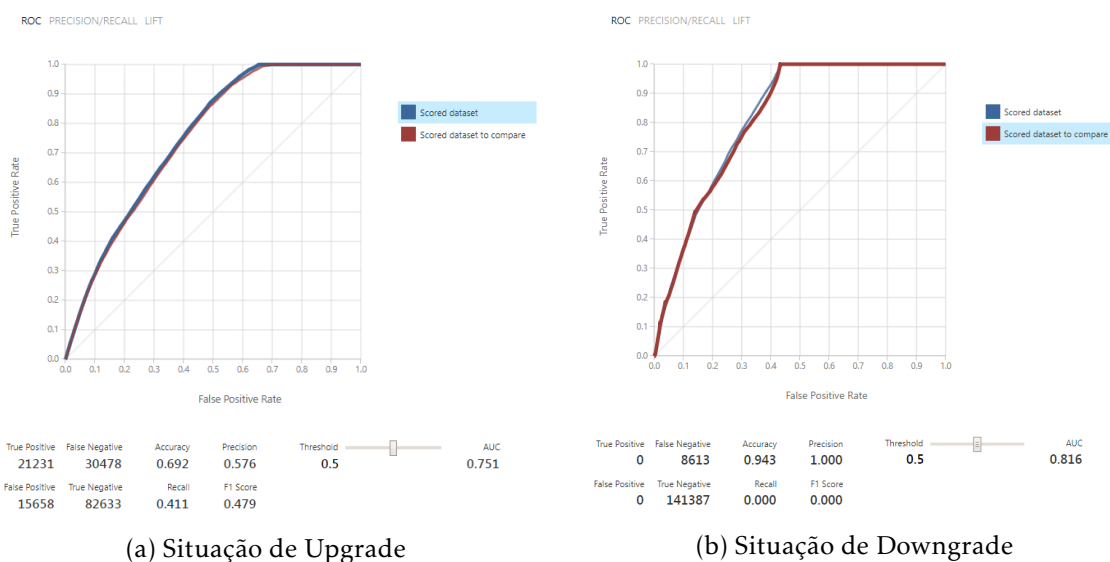 ROC PRECISION/RECALL LIFT
1.0
0.9
0.8
0.7
0.6
0.5
0.4
0.3
0.2
0.1
0.0
True Positive Rate
0.0 0.1 0.2 0.3 0.4 0.5 0.6 0.7 0.8 0.9 1.0
False Positive Rate
Scored dataset
Scored dataset to compare
True Positive False Negative Accuracy Precision Threshold AUC
21231 30478 0.692 0.576 0.5 0.751
False Positive True Negative Recall F1 Score
15658 82633 0.411 0.479
(a) Situação de Upgrade
ROC PRECISION/RECALL LIFT
1.0
0.9
0.8
0.7
0.6
0.5
0.4
0.3
0.2
0.1
0.0
True Positive Rate
0.0 0.1 0.2 0.3 0.4 0.5 0.6 0.7 0.8 0.9 1.0
False Positive Rate
Scored dataset
Scored dataset to compare
True Positive False Negative Accuracy Precision Threshold AUC
0 8613 0.943 1.000 0.5 0.816
False Positive True Negative Recall F1 Score
0 141387 0.000 0.000
(b) Situação de Downgrade